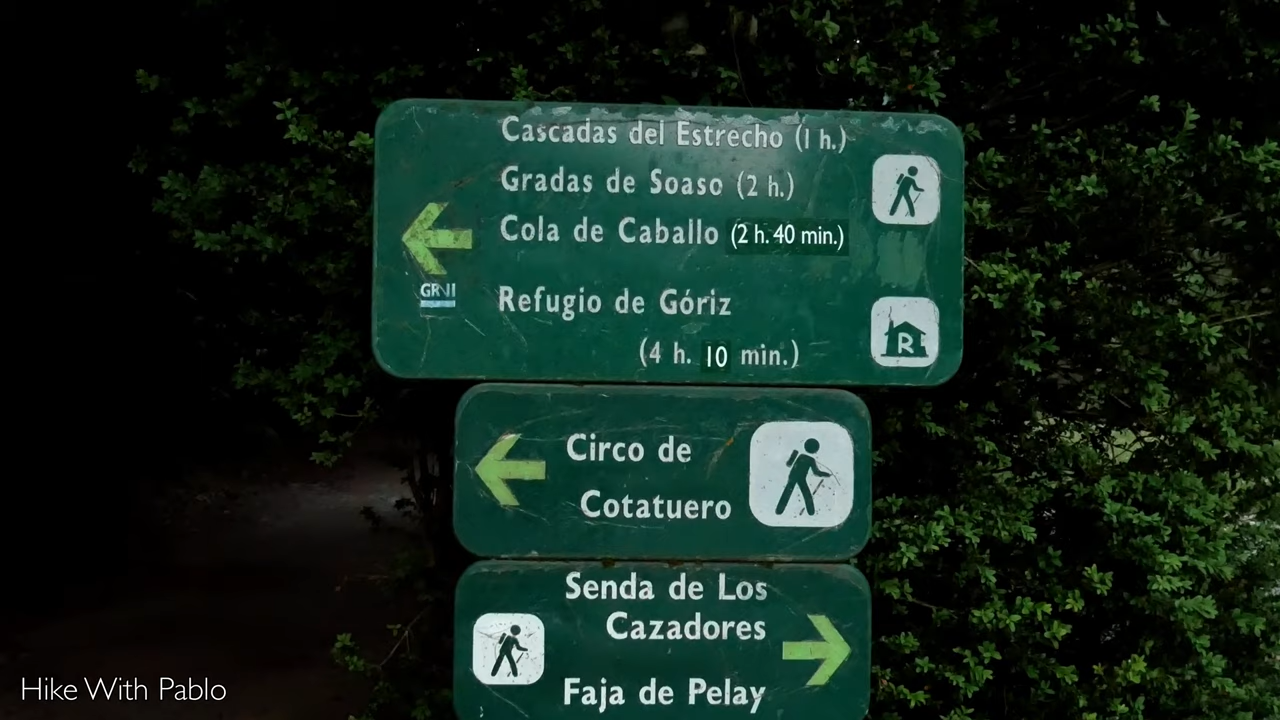 Cascadas del Estrecho (1 h.)
Gradas de Soaso (2 h.)
Cola de Caballo (2 h. 40 min.)
Refugio de Góriz
(4 h. 10 min.)
R
Circo de
Cotatuero
Senda de Los
Cazadores
Faja de Pelay
Hike With Pablo